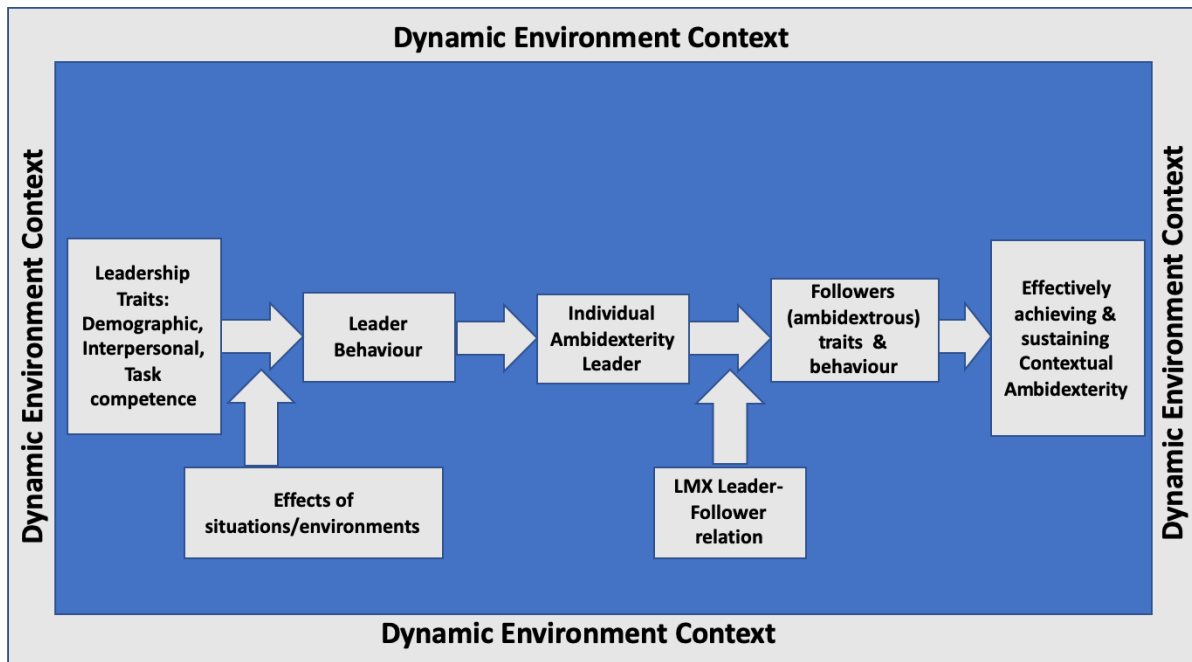 Dynamic Environment Context
Dynamic Environment Context
Leadership
Traits:
Demographic,
Interpersonal,
Task
competence
Leader
Behaviour
Individual
Ambidexterity
Leader
Followers
(ambidextrous)
traits & 
behaviour
Effectively
achieving &
sustaining
Contextual
Ambidexterity
Effects of
situations/environments
LMX Leader-
Follower
relation
Dynamic Environment Context
Dynamic Environment Context